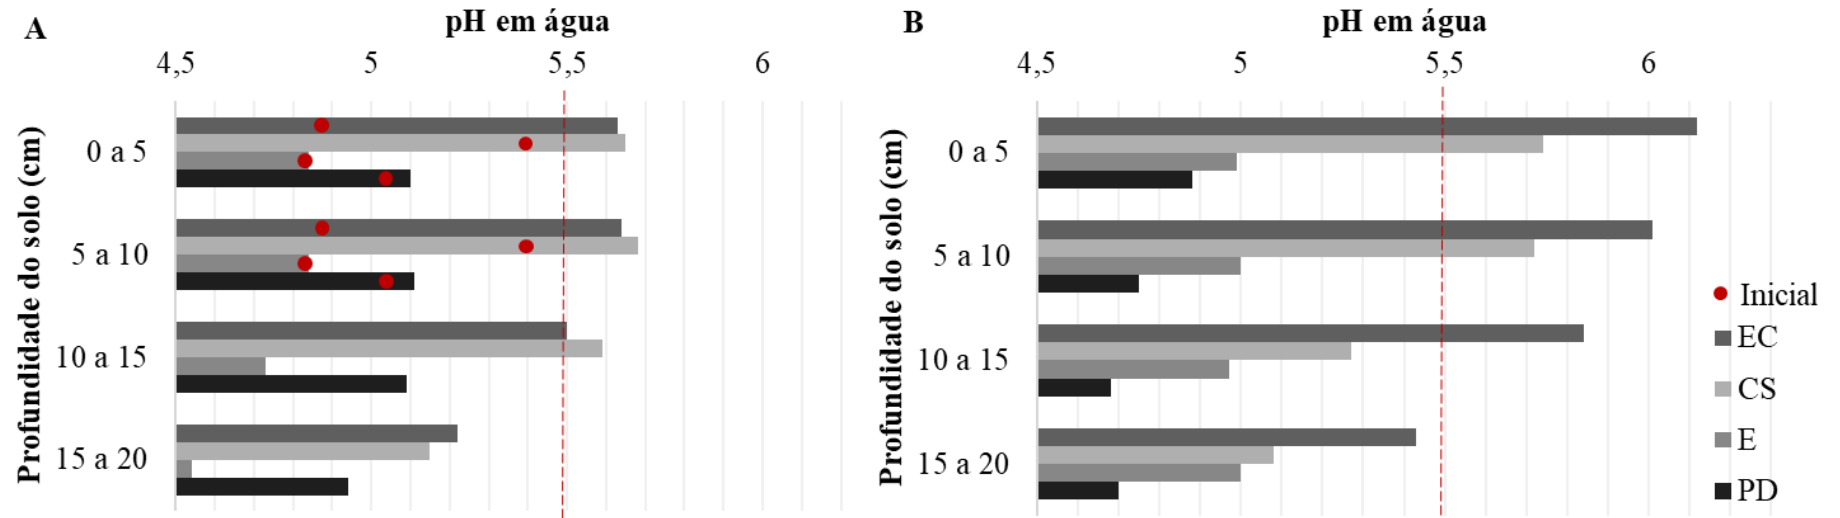 A
pH em água
4,5 5 5,5 6
Profundidade do solo (cm)
0 a 5
5 a 10
10 a 15
15 a 20
B
pH em água
4,5 5 5,5 6
Profundidade do solo (cm)
0 a 5
5 a 10
10 a 15
15 a 20
Inicial
EC
CS
E
PD